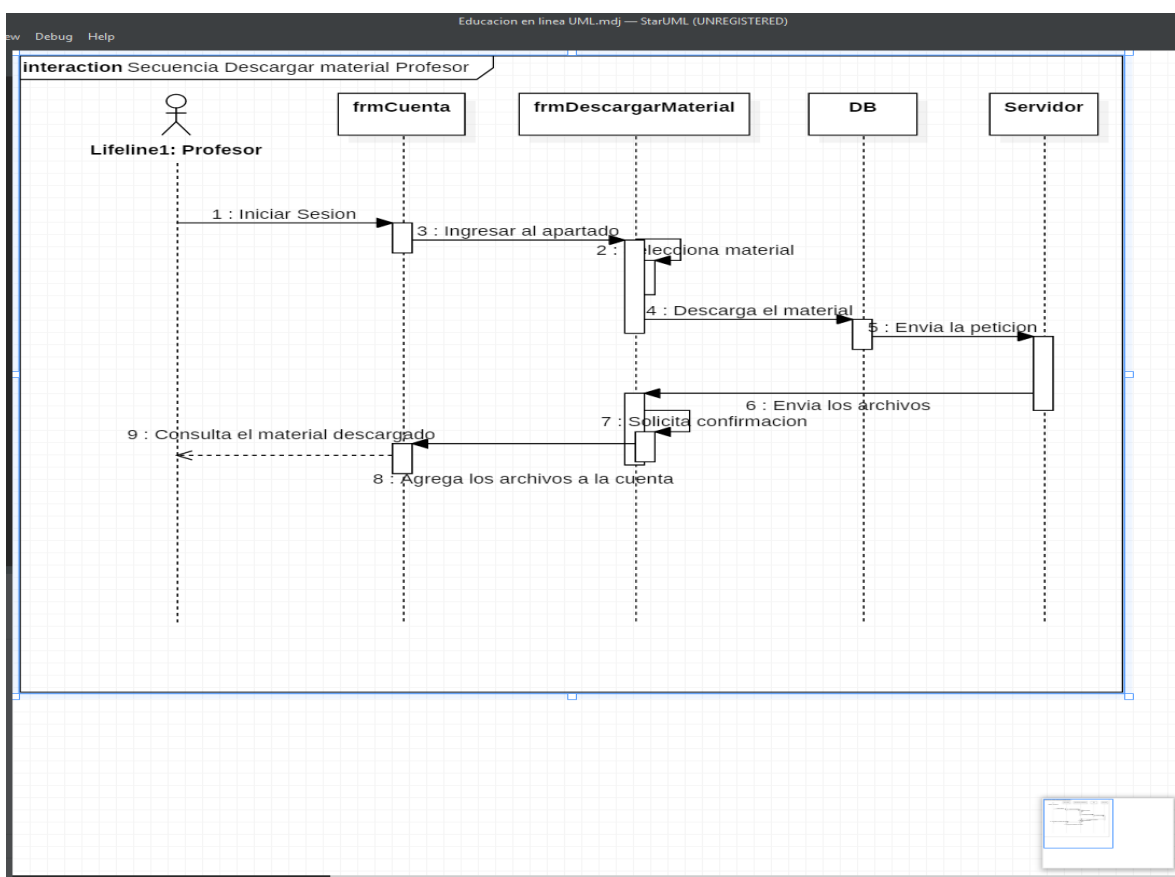 Educacion en linea UML.mdj — StarUML (UNREGISTERED)
ew Debug Help
interaction Secuencia Descargar material Profesor
frmCuenta
frmDescargarMaterial
DB
Servidor
Lifeline1: Profesor
1 : Iniciar Sesion
3 : Ingresar al apartado
2 : elecciona material
4 : Descarga el material
5 : Envia la peticion
6 : Envia los archivos
7 : Solicita confirmacion
9 : Consulta el material descargado
8 : Agrega los archivos a la cuenta